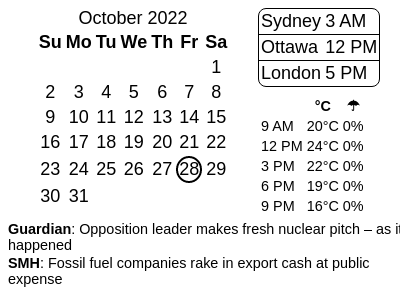 October 2022
Su Mo Tu We Th Fr Sa
1
2 3 4 5 6 7 8
9 10 11 12 13 14 15
16 17 18 19 20 21 22
23 24 25 26 27 28 29
30 31
Sydney 3 AM
Ottawa 12 PM
London 5 PM
°C ☂
9 AM 20°C 0%
12 PM 24°C 0%
3 PM 22°C 0%
6 PM 19°C 0%
9 PM 16°C 0%
Guardian: Opposition leader makes fresh nuclear pitch – as it
happened
SMH: Fossil fuel companies rake in export cash at public
expense